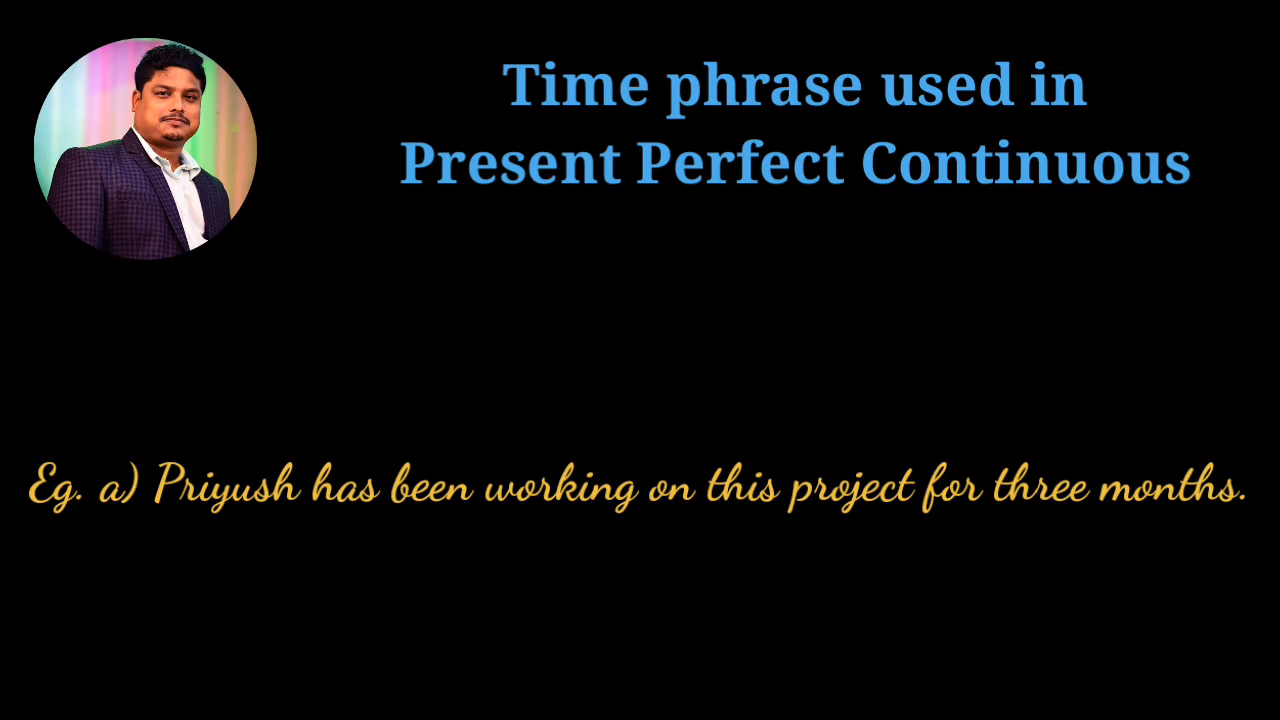 Time phrase used in
Present Perfect Continuous
Eg. a) Priyush has been working on this project for three months.